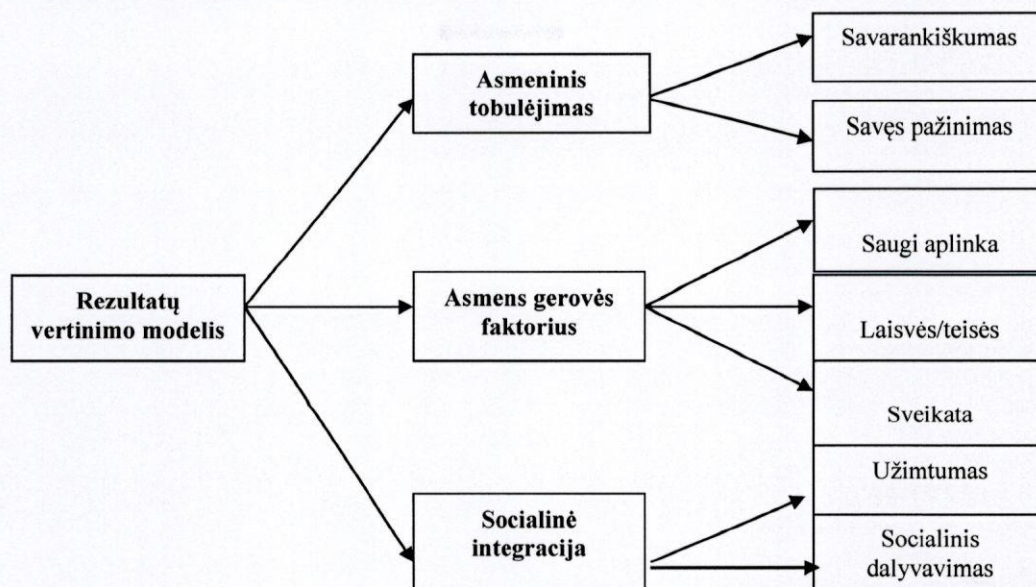 Rezultatų
vertinimo modelis
Asmeninis
tobulėjimas
Savarankiškumas
Savęs pažinimas
Asmens gerovės
faktorius
Saugi aplinka
Laisvės/teisės
Sveikata
Socialinė
integracija
Užimtumas
Socialinis
dalyvavimas